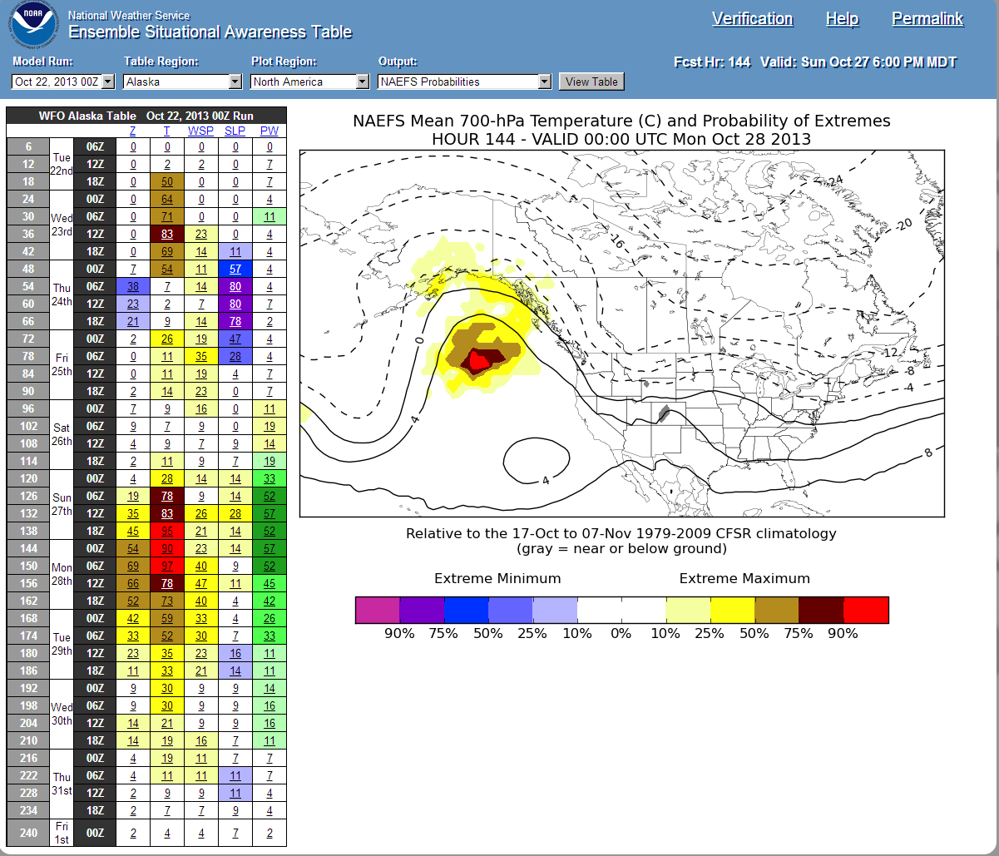 NOAA
National Weather Service
Ensemble Situational Awareness Table
Verification Help Permalink
Model Run: Table Region: Plot Region: Output:
Fcst Hr: 144 Valid: Sun Oct 27 6:00 PM MDT
Oct 22, 2013 00Z Alaska North America NAEFS Probabilities View Table
WFO Alaska Table Oct 22, 2013 00Z Run
Z T WSP SLP PW
Tue 22nd
6 06Z 0 0 0 0 0
12 12Z 0 2 2 0 7
18 18Z 0 50 0 0 7
Wed 23rd
24 00Z 0 64 0 0 4
30 06Z 0 71 0 0 11
36 12Z 0 83 23 0 4
42 18Z 0 69 14 11 4
Thu 24th
48 00Z 7 54 11 57 4
54 06Z 38 7 14 80 4
60 12Z 23 2 7 80 7
66 18Z 21 9 14 78 2
Fri 25th
72 00Z 2 26 19 47 4
78 06Z 0 11 35 28 4
84 12Z 0 11 19 4 7
90 18Z 2 14 23 0 7
Sat 26th
96 00Z 7 9 16 0 11
102 06Z 9 7 9 0 19
108 12Z 4 9 7 9 14
114 18Z 2 11 9 7 19
Sun 27th
120 00Z 4 28 14 14 33
126 06Z 19 78 9 14 52
132 12Z 35 83 26 28 57
138 18Z 45 95 21 14 52
Mon 28th
144 00Z 54 90 23 14 57
150 06Z 69 97 40 9 52
156 12Z 66 78 47 11 45
162 18Z 52 73 40 4 42
Tue 29th
168 00Z 42 59 33 4 26
174 06Z 33 52 30 7 33
180 12Z 23 35 23 16 11
186 18Z 11 33 21 14 11
Wed 30th
192 00Z 9 30 9 9 14
198 06Z 9 30 9 9 16
204 12Z 14 21 9 9 16
210 18Z 14 19 16 7 11
Thu 31st
216 00Z 4 19 11 7 7
222 06Z 4 11 11 11 7
228 12Z 2 9 9 11 4
234 18Z 2 7 7 9 4
Fri 1st
240 00Z 2 4 4 7 2
NAEFS Mean 700-hPa Temperature (C) and Probability of Extremes
HOUR 144 - VALID 00:00 UTC Mon Oct 28 2013
-24
-20
-16
0
-12
-8
-4
4
8
4
Relative to the 17-Oct to 07-Nov 1979-2009 CFSR climatology
(gray = near or below ground)
Extreme Minimum Extreme Maximum
90% 75% 50% 25% 10% 0% 10% 25% 50% 75% 90%